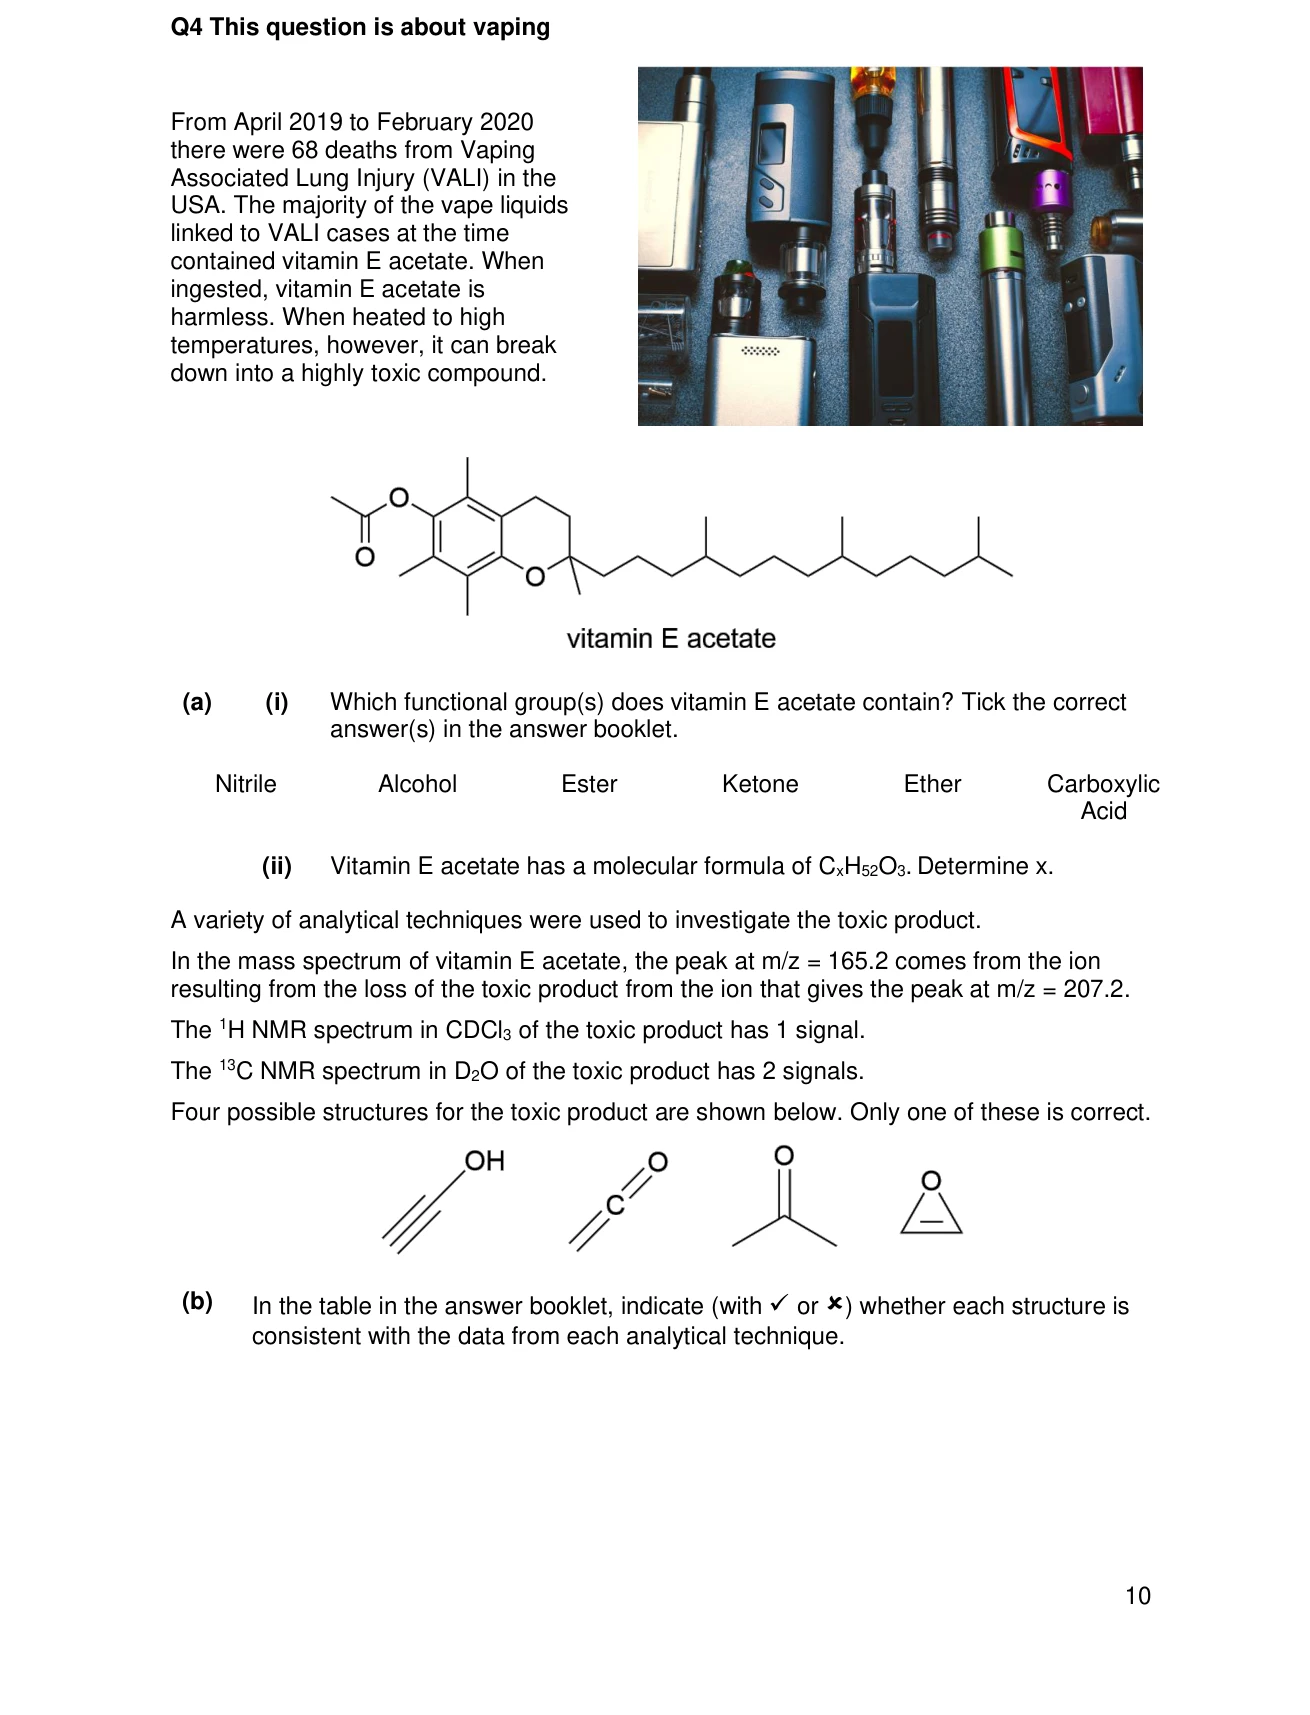 Q4 This question is about vaping
From April 2019 to February 2020
there were 68 deaths from Vaping
Associated Lung Injury (VALI) in the
USA. The majority of the vape liquids
linked to VALI cases at the time
contained vitamin E acetate. When
ingested, vitamin E acetate is
harmless. When heated to high
temperatures, however, it can break
down into a highly toxic compound.
O
O
O
vitamin E acetate
(a) (i) Which functional group(s) does vitamin E acetate contain? Tick the correct
answer(s) in the answer booklet.
Nitrile Alcohol Ester Ketone Ether Carboxylic
Acid
(ii) Vitamin E acetate has a molecular formula of CₓH₅₂O₃. Determine x.
A variety of analytical techniques were used to investigate the toxic product.
In the mass spectrum of vitamin E acetate, the peak at m/z = 165.2 comes from the ion
resulting from the loss of the toxic product from the ion that gives the peak at m/z = 207.2.
The ¹H NMR spectrum in CDCl₃ of the toxic product has 1 signal.
The ¹³C NMR spectrum in D₂O of the toxic product has 2 signals.
Four possible structures for the toxic product are shown below. Only one of these is correct.
OH O O O
C
(b) In the table in the answer booklet, indicate (with ✓ or ✗) whether each structure is
consistent with the data from each analytical technique.
10